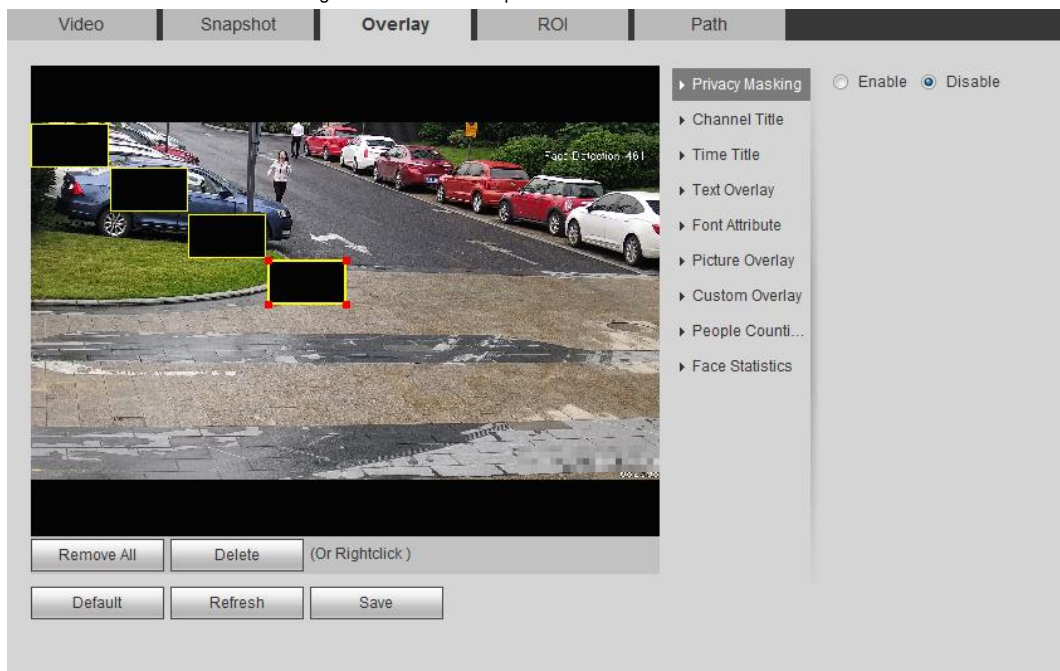 Video Snapshot Overlay ROI Path
Privacy Masking Enable Disable
Channel Title
Time Title
Face Detection 461
Text Overlay
Font Attribute
Picture Overlay
Custom Overlay
People Counti...
Face Statistics
Remove All Delete (Or Rightclick )
Default Refresh Save